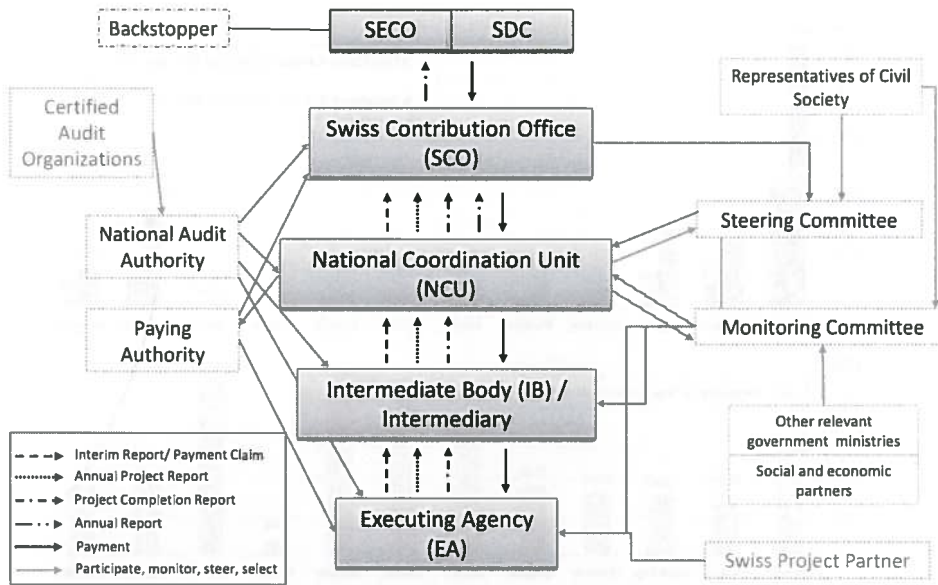 Backstopper
SECO
SDC
Representatives of Civil
Society
Certified
Audit
Organizations
Swiss Contribution Office
(SCO)
Steering Committee
National Audit
Authority
National Coordination Unit
(NCU)
Paying
Authority
Monitoring Committee
Intermediate Body (IB) /
Intermediary
Other relevant
government ministries
Social and economic
partners
Interim Report/ Payment Claim
Annual Project Report
Project Completion Report
Annual Report
Payment
Participate, monitor, steer, select
Executing Agency
(EA)
Swiss Project Partner